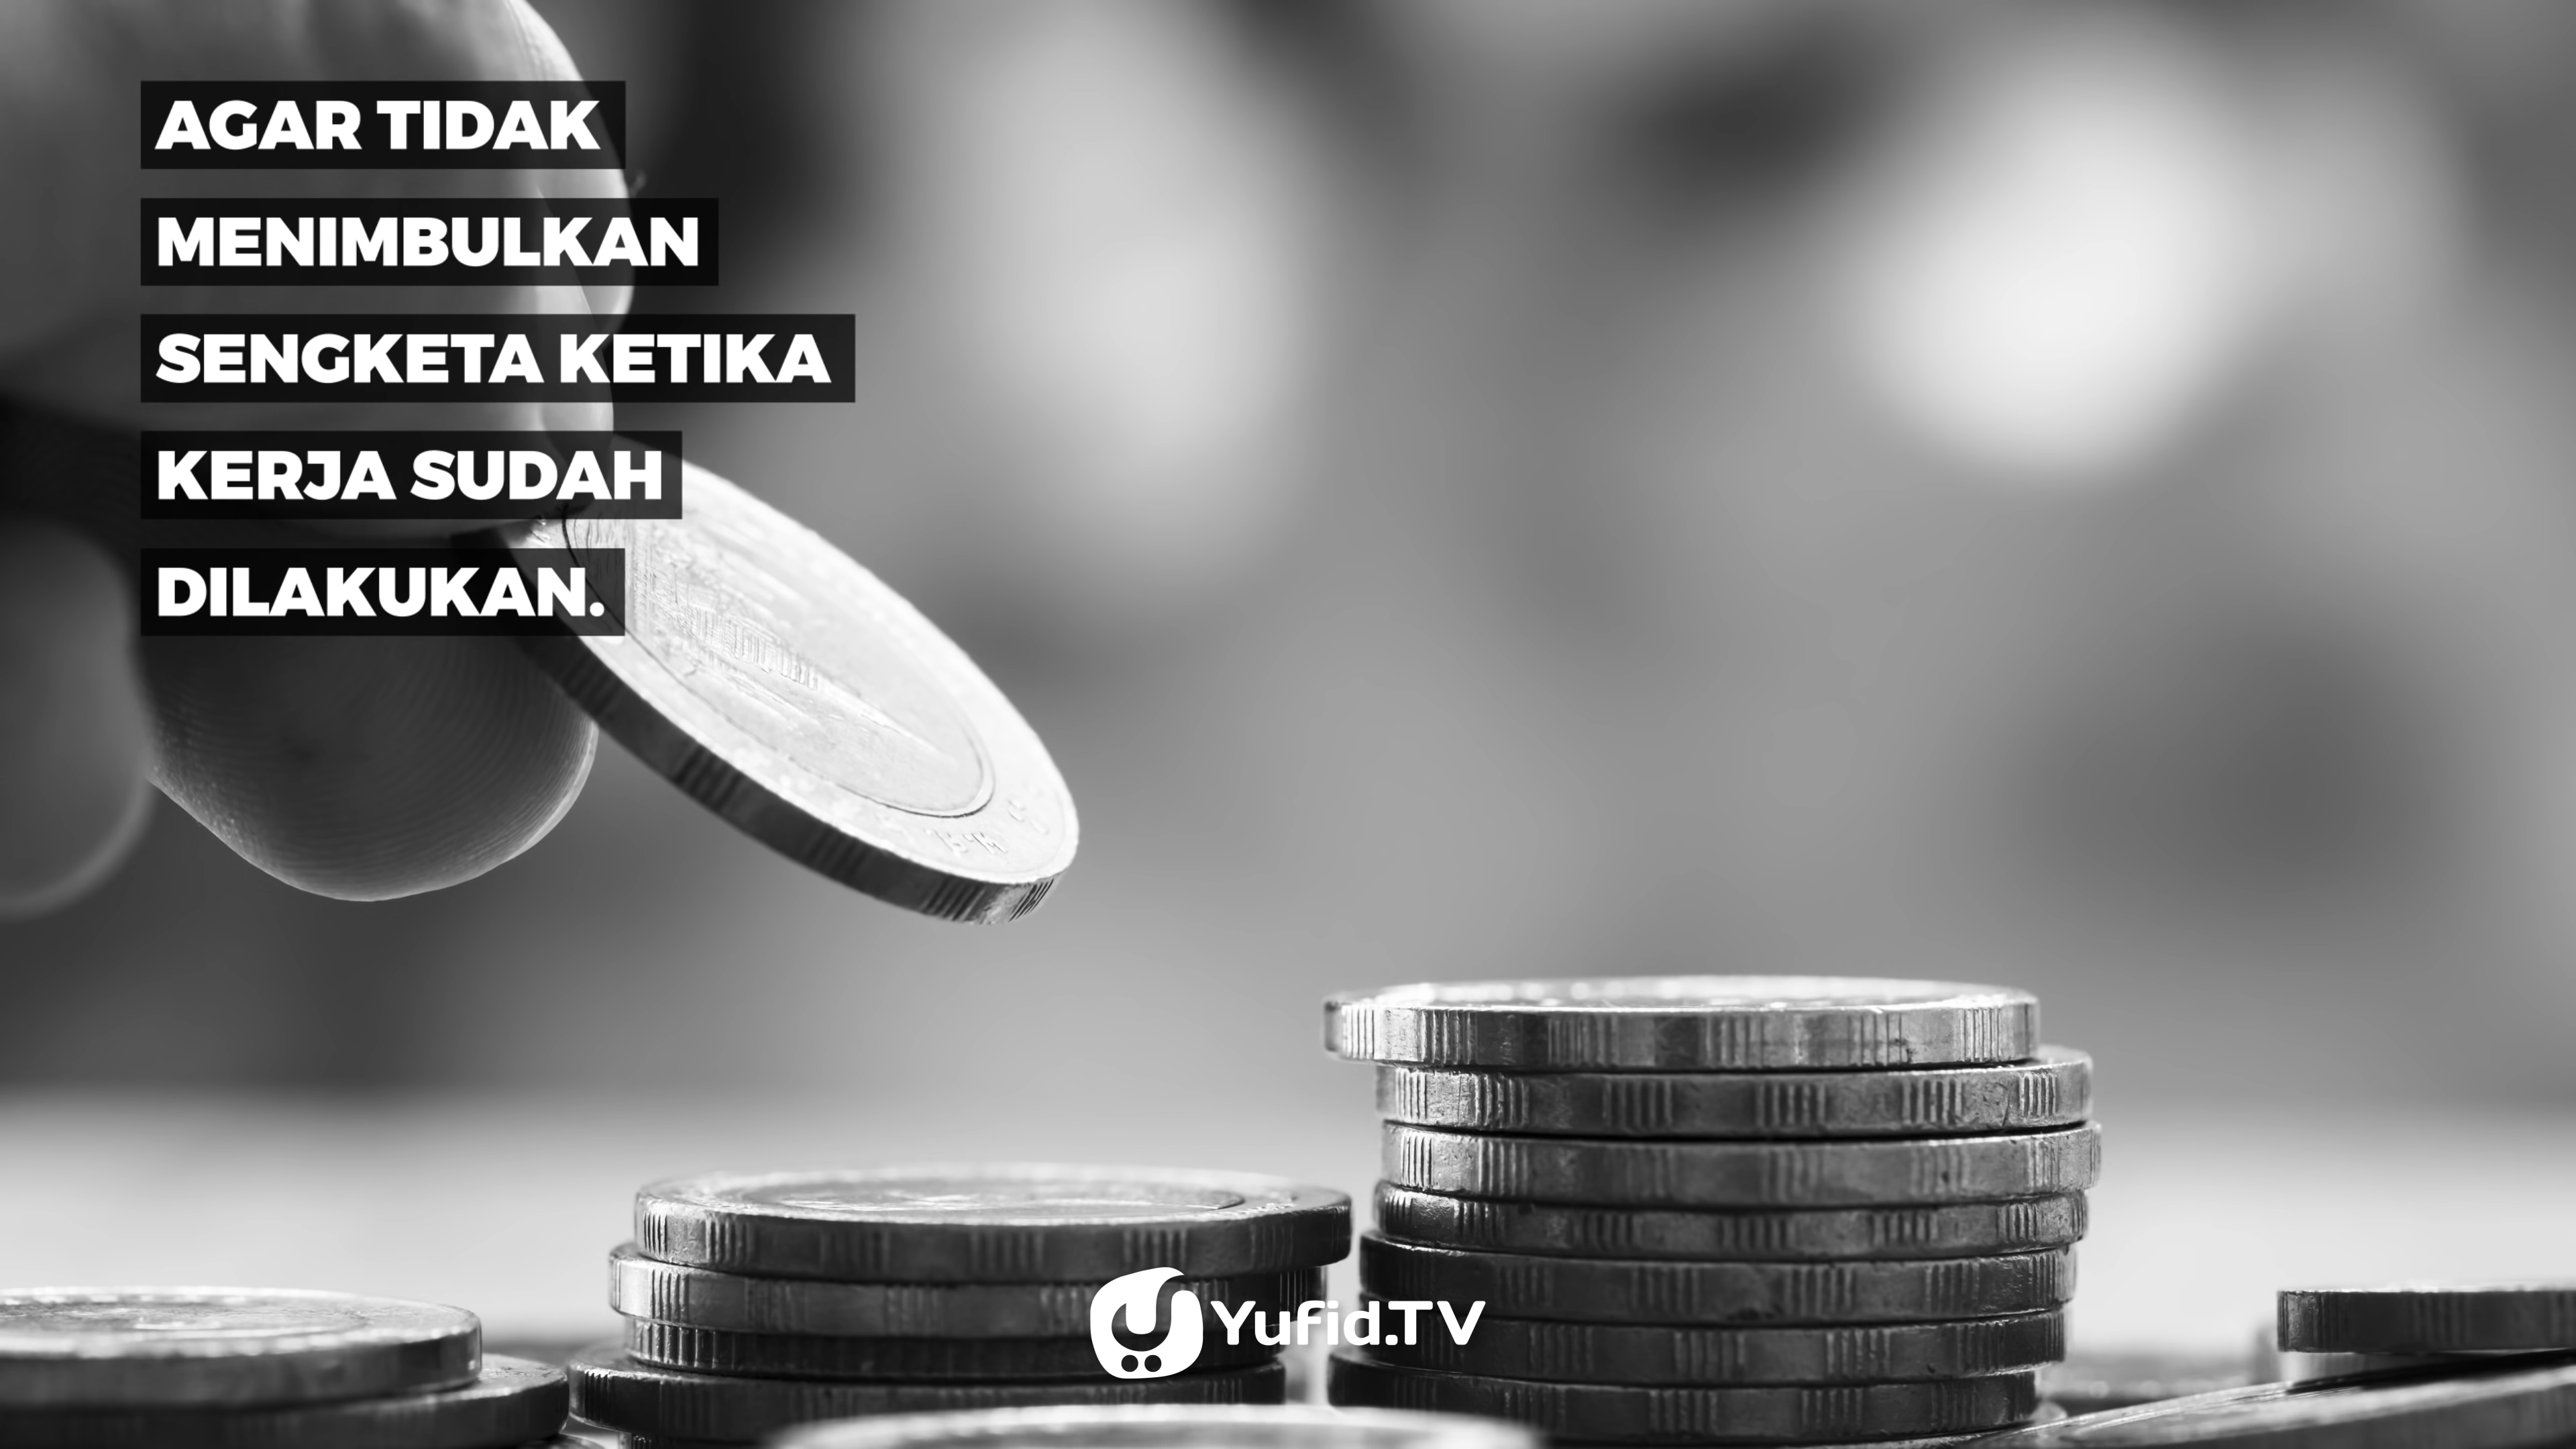 AGAR TIDAK
MENIMBULKAN
SENGKETA KETIKA
KERJA SUDAH
DILAKUKAN.
Yufid.TV